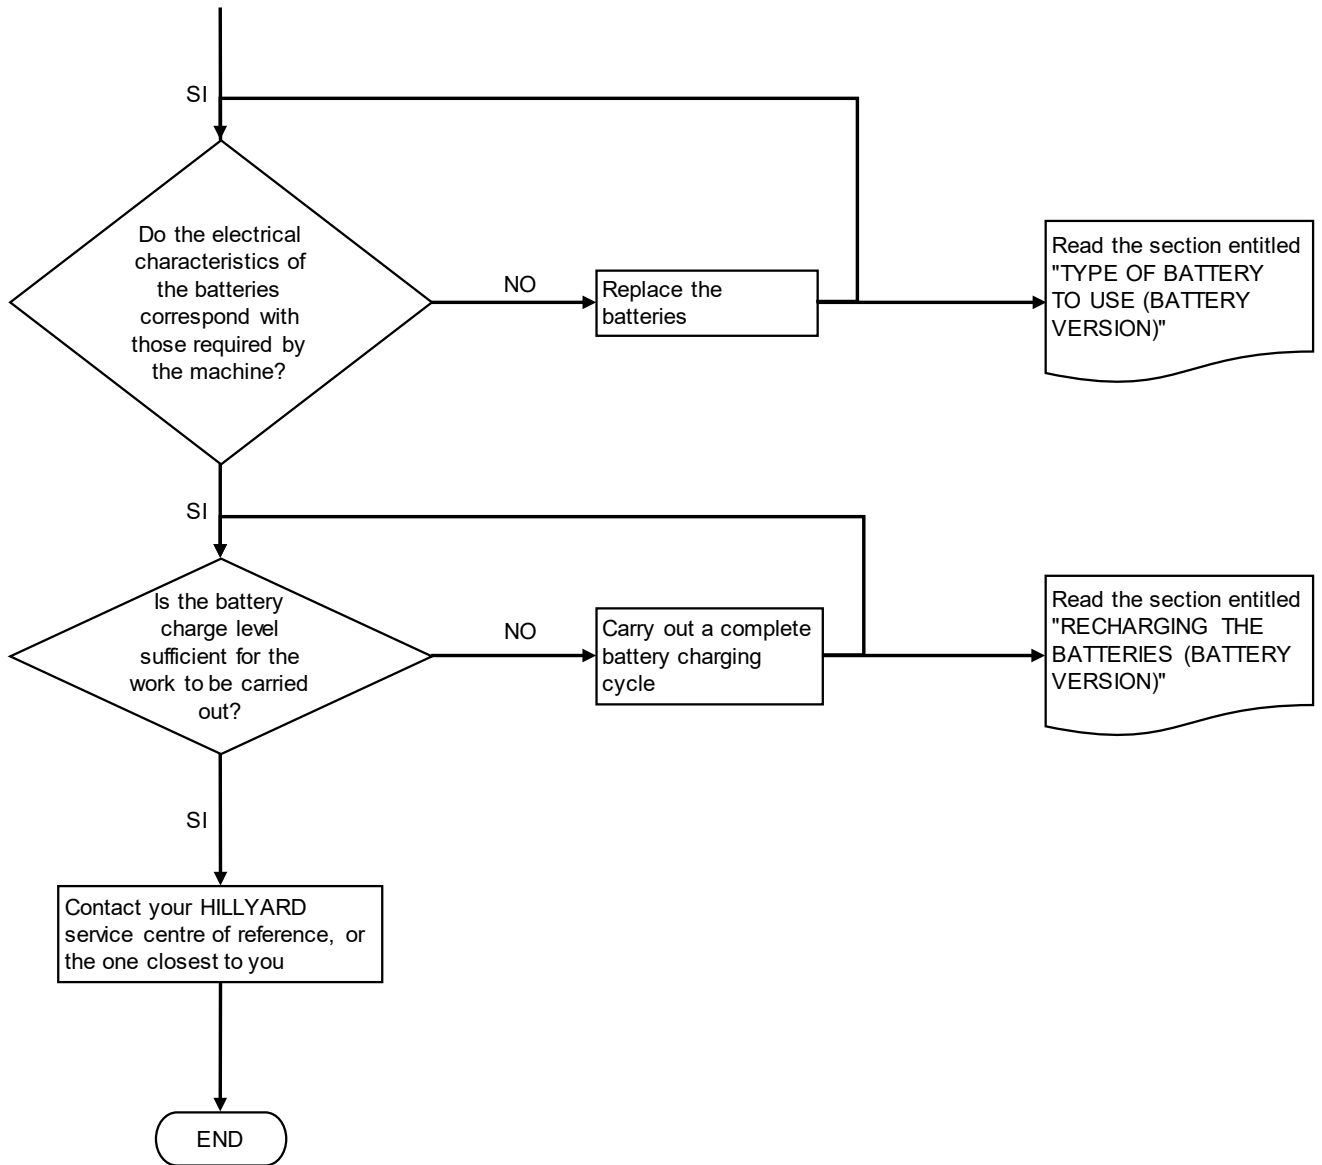 SI
Do the electrical
characteristics of
the batteries
correspond with
those required by
the machine?
NO
Replace the
batteries
Read the section entitled
"TYPE OF BATTERY
TO USE (BATTERY
VERSION)"
SI
Is the battery
charge level
sufficient for the
work to be carried
out?
NO
Carry out a complete
battery charging
cycle
Read the section entitled
"RECHARGING THE
BATTERIES (BATTERY
VERSION)"
SI
Contact your HILLYARD
service centre of reference, or
the one closest to you
END